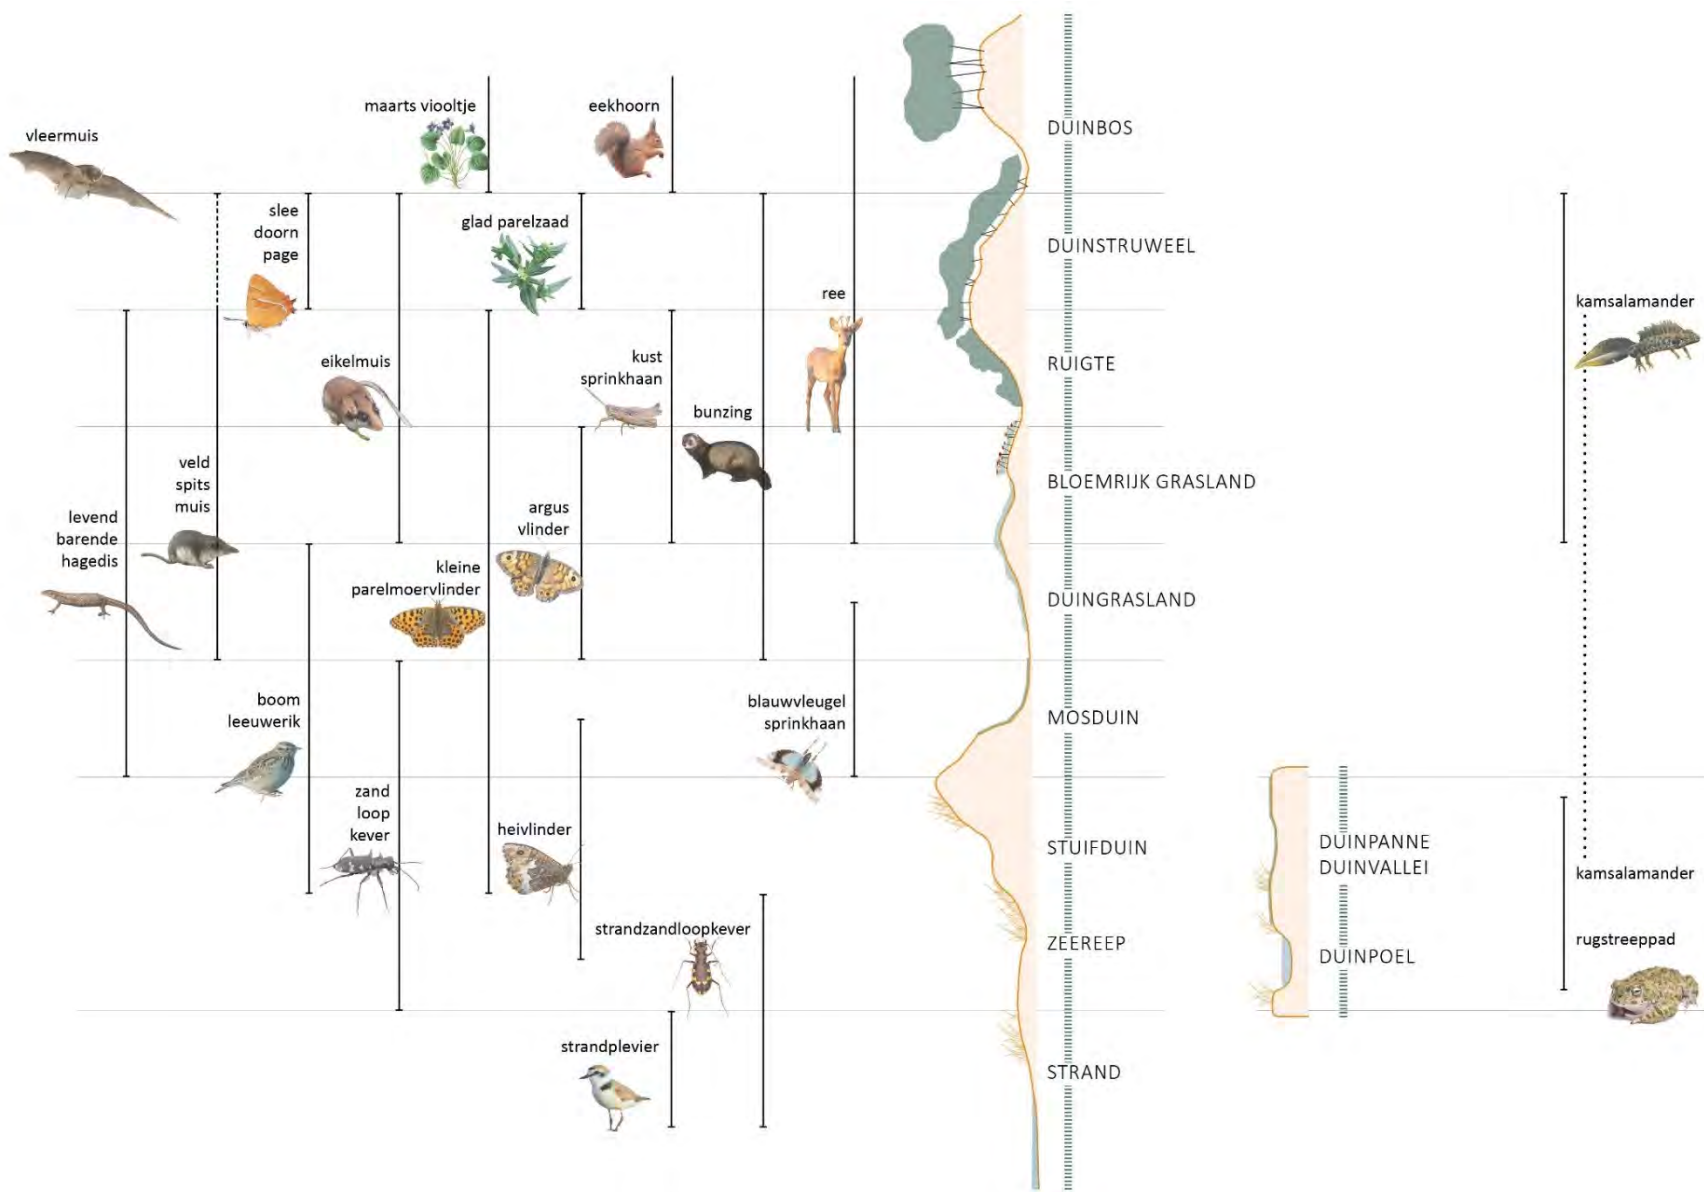 maarts viooltje
eekhoorn
vleermuis
DUINBOS
slee
doorn
page
glad parelzaad
DUINSTRUWEEL
ree
kamsalamander
eikelmuis
kust
sprinkhaan
RUIGTE
bunzing
veld
spits
muis
BLOEMRIJK GRASLAND
levend
barende
hagedis
argus
vlinder
kleine
parelmoervlinder
DUINGRASLAND
boom
leeuwerik
blauwvleugel
sprinkhaan
MOSDUIN
zand
loop
kever
heivlinder
STUIFDUIN
DUINPANNE
DUINVALLEI
kamsalamander
strandzandloopkever
ZEEREEP
DUINPOEL
rugstreeppad
strandplevier
STRAND